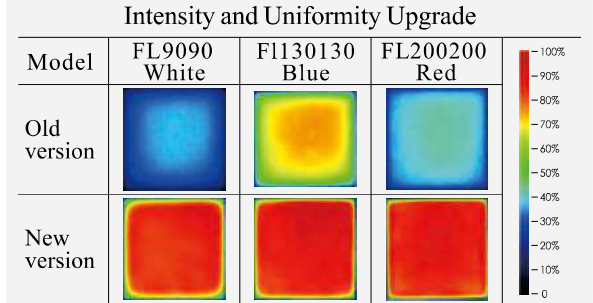 Intensity and Uniformity Upgrade
Model
FL9090
White
Fl130130
Blue
FL200200
Red
Old
version
New
version
100%
90%
80%
70%
60%
50%
40%
30%
20%
10%
0